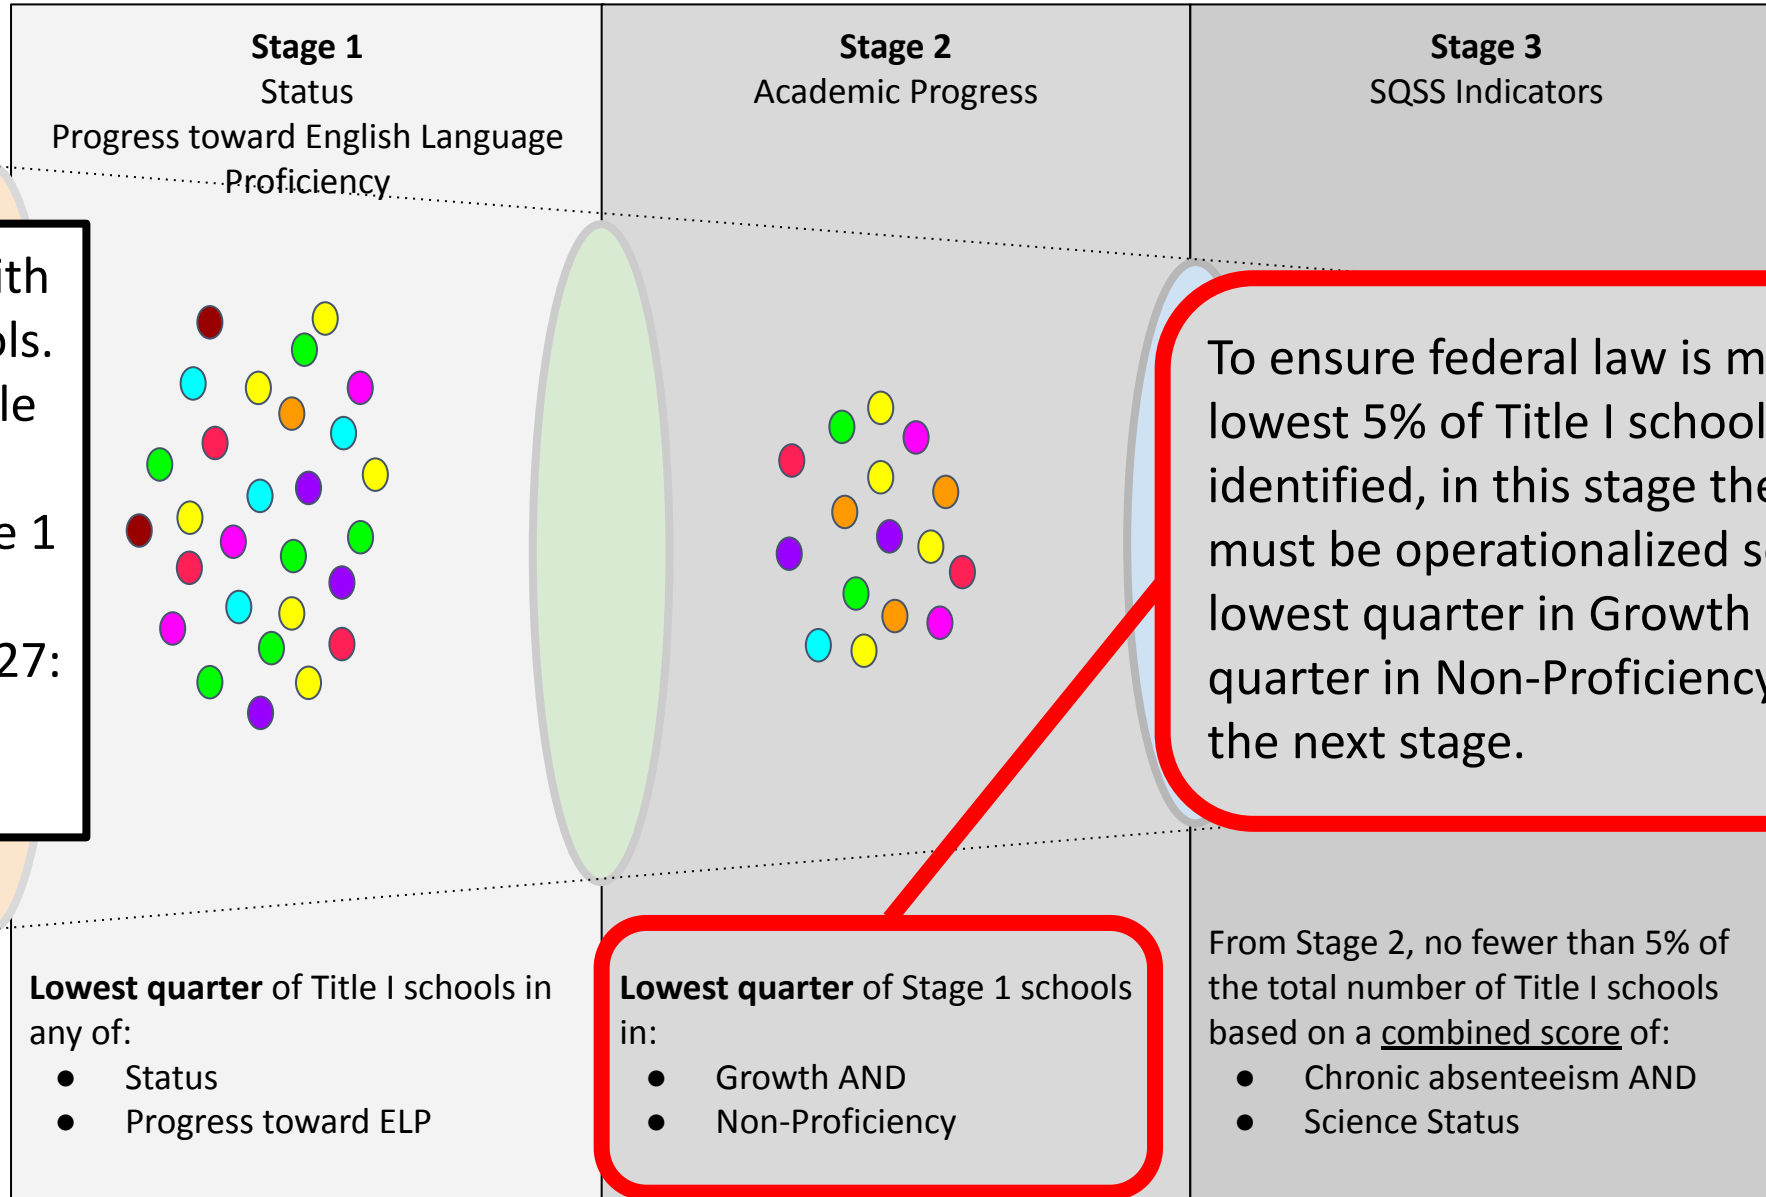 Stage 1
Status
Progress toward English Language
Proficiency
Stage 2
Academic Progress
Stage 3
SQSS Indicators
ith
ols.
le
e 1
27:
To ensure federal law is m
lowest 5% of Title I school
identified, in this stage the
must be operationalized s
lowest quarter in Growth
quarter in Non-Proficiency
the next stage.
Lowest quarter of Title I schools in
any of:
● Status
● Progress toward ELP
Lowest quarter of Stage 1 schools
in:
● Growth AND
● Non-Proficiency
From Stage 2, no fewer than 5% of
the total number of Title I schools
based on a combined score of:
● Chronic absenteeism AND
● Science Status